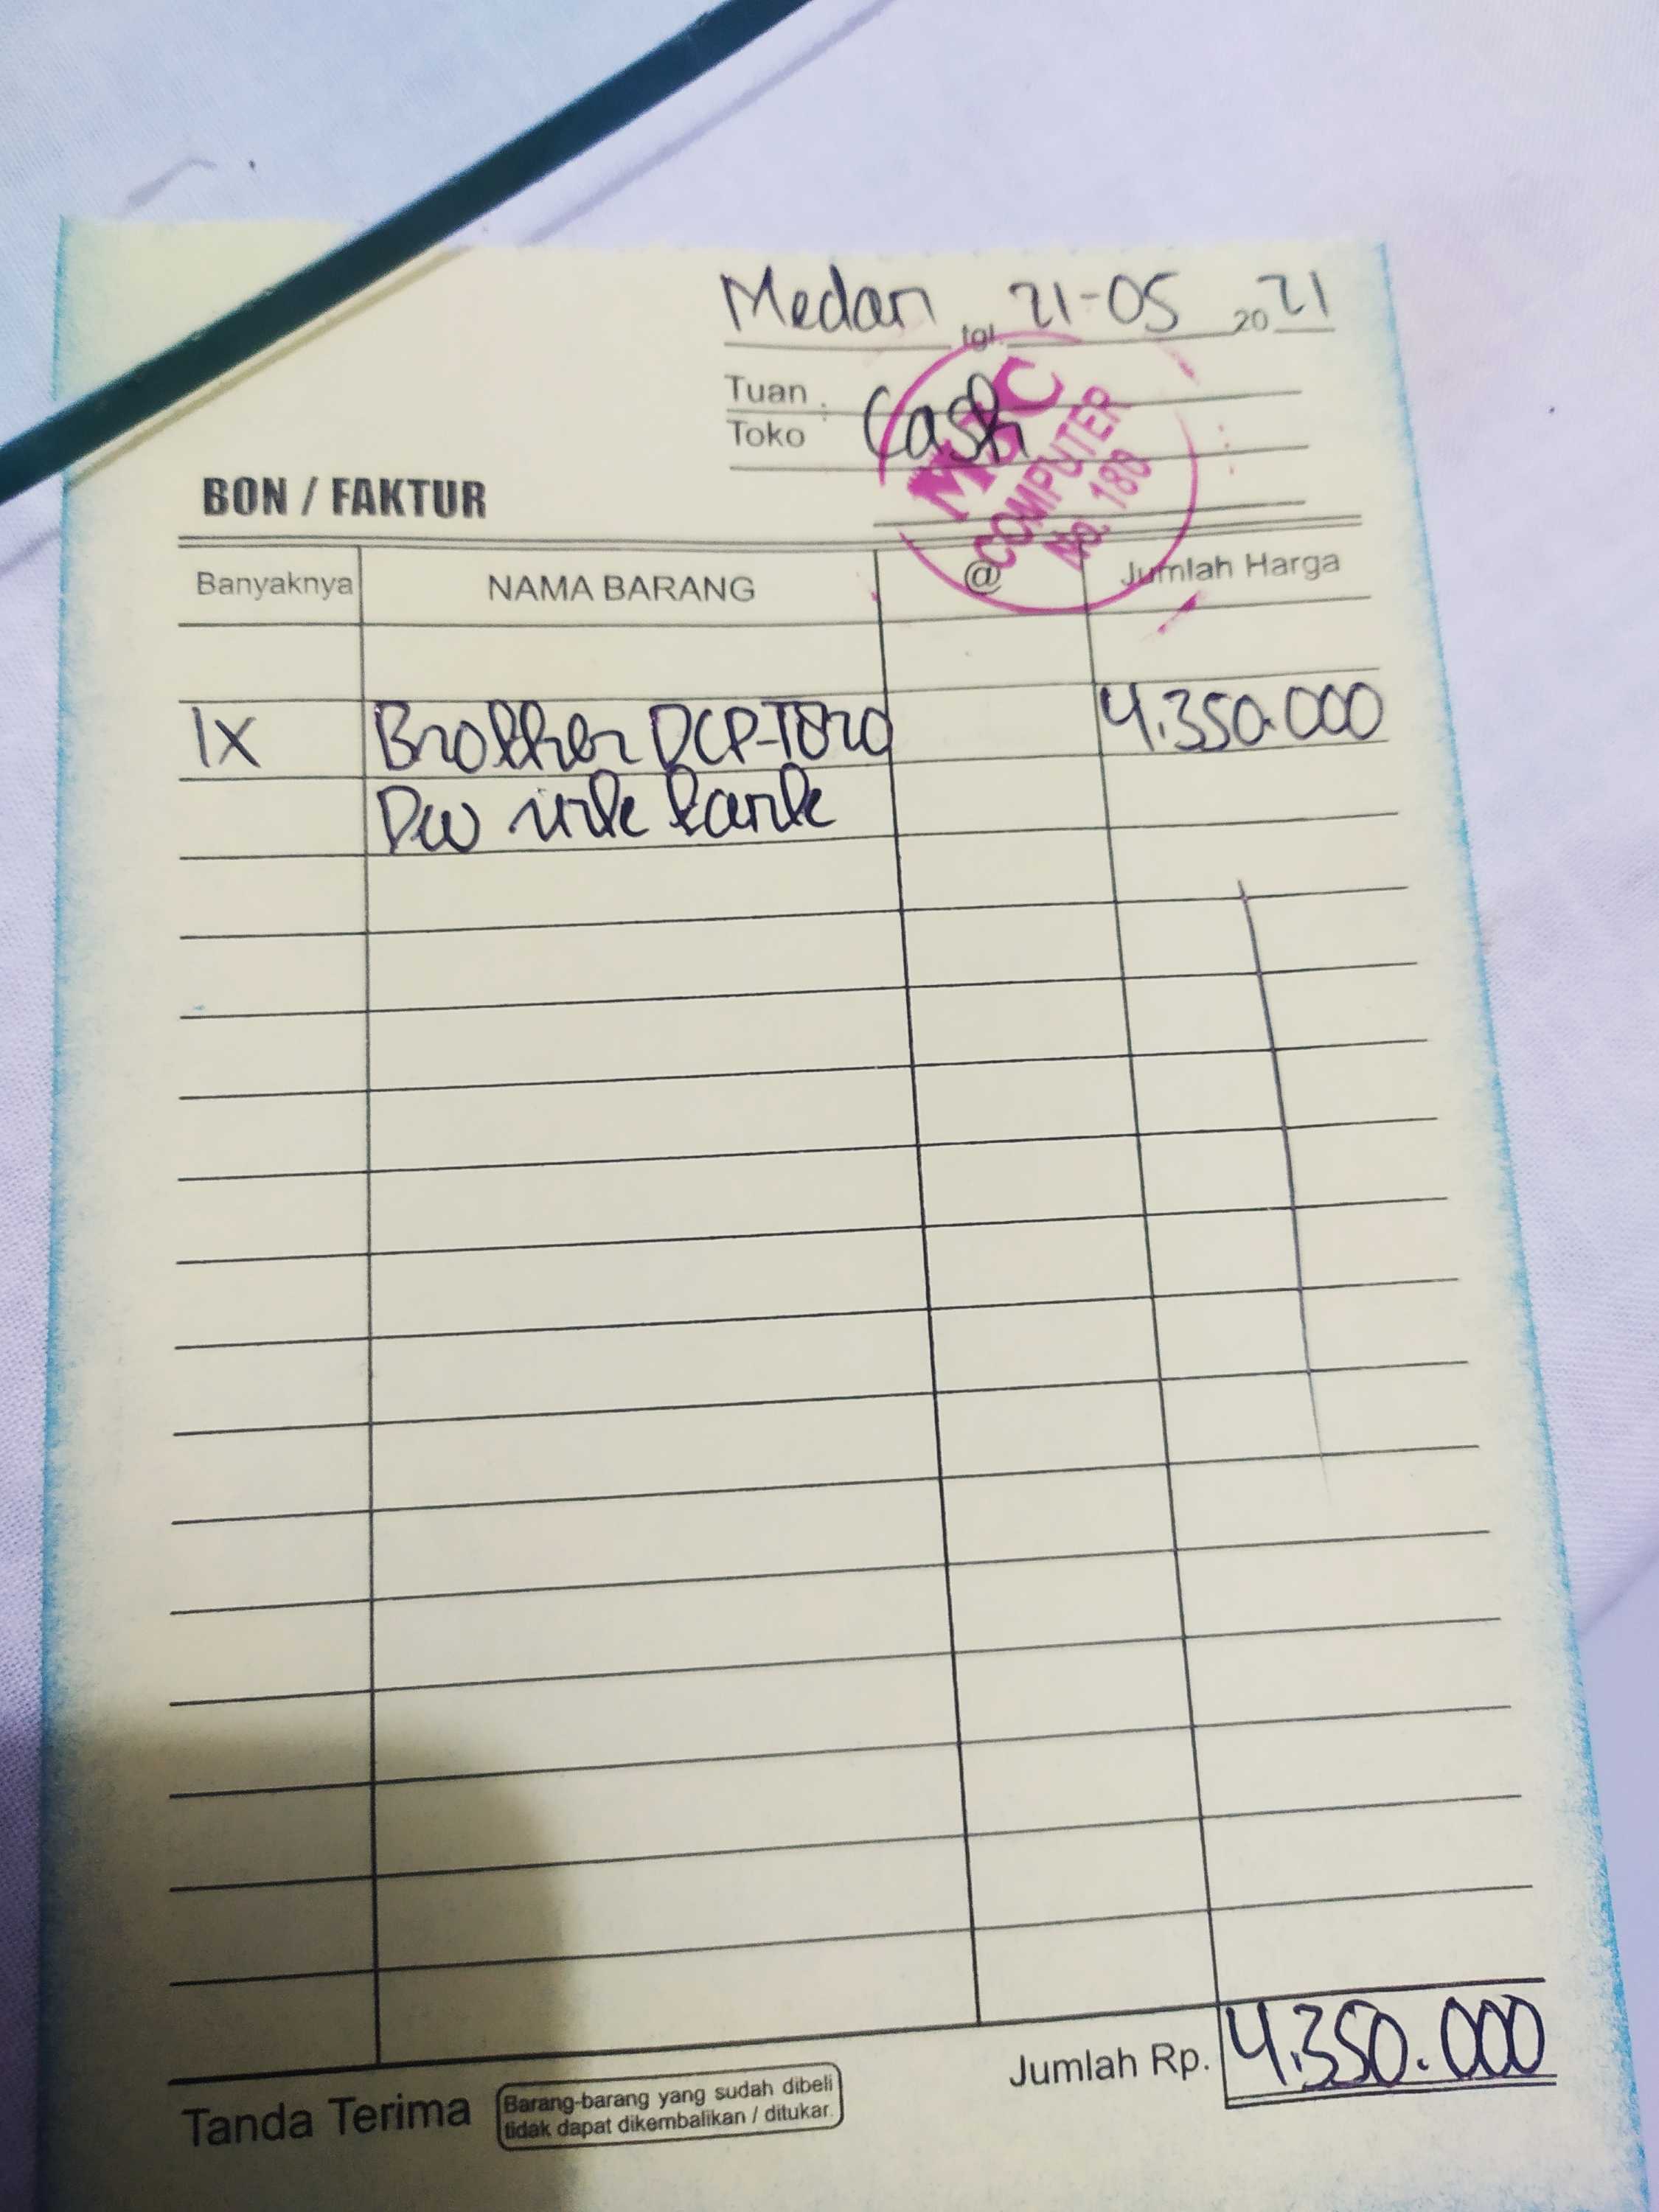 Medan tgl. 21-05 2021
Tuan :
Toko Cash
MSC
COMPUTER
No. 180
BON / FAKTUR
Banyaknya NAMA BARANG @ Jumlah Harga
1X Brother DCP-T820 4.350.000
DW ink tank
Jumlah Rp. 4.350.000
Tanda Terima
Barang-barang yang sudah dibeli
tidak dapat dikembalikan / ditukar.